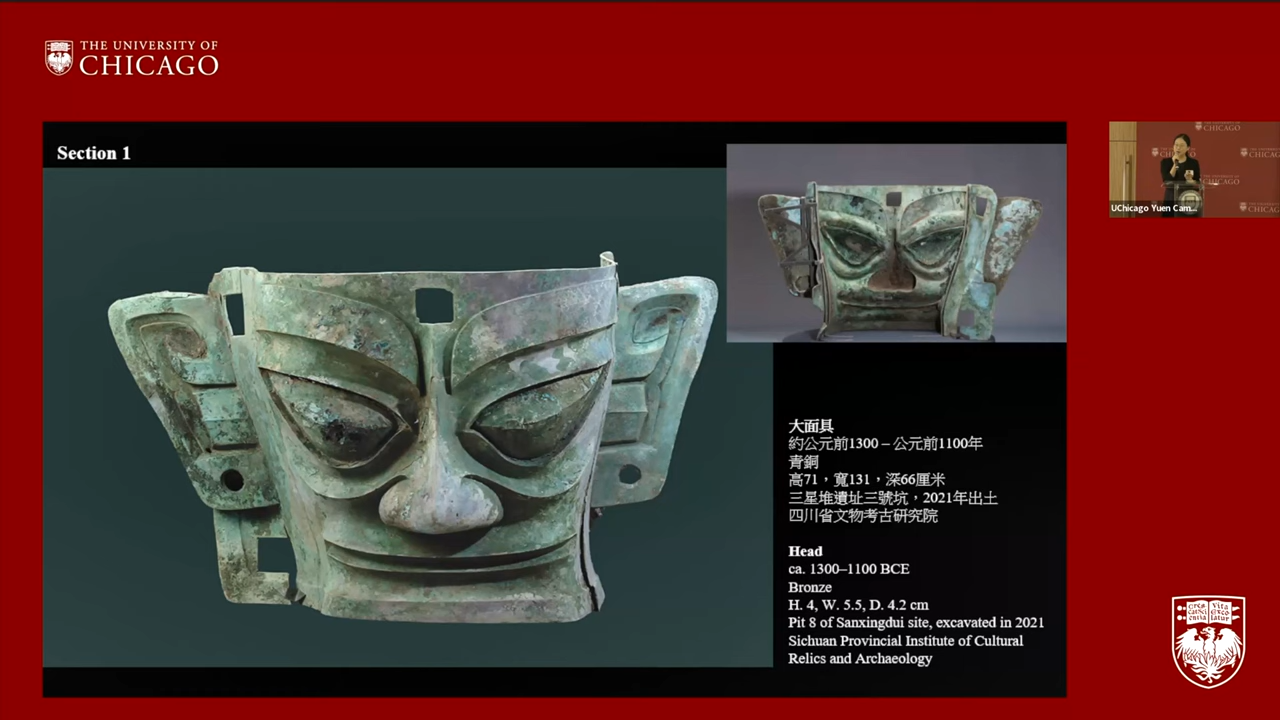 THE UNIVERSITY OF
CHICAGO
Section 1
大面具
約公元前1300 – 公元前1100年
青銅
高71，寬131，深66厘米
三星堆遺址三號坑，2021年出土
四川省文物考古研究院
Head
ca. 1300–1100 BCE
Bronze
H. 4, W. 5.5, D. 4.2 cm
Pit 8 of Sanxingdui site, excavated in 2021
Sichuan Provincial Institute of Cultural
Relics and Archaeology
UChicago Yuen Cam...